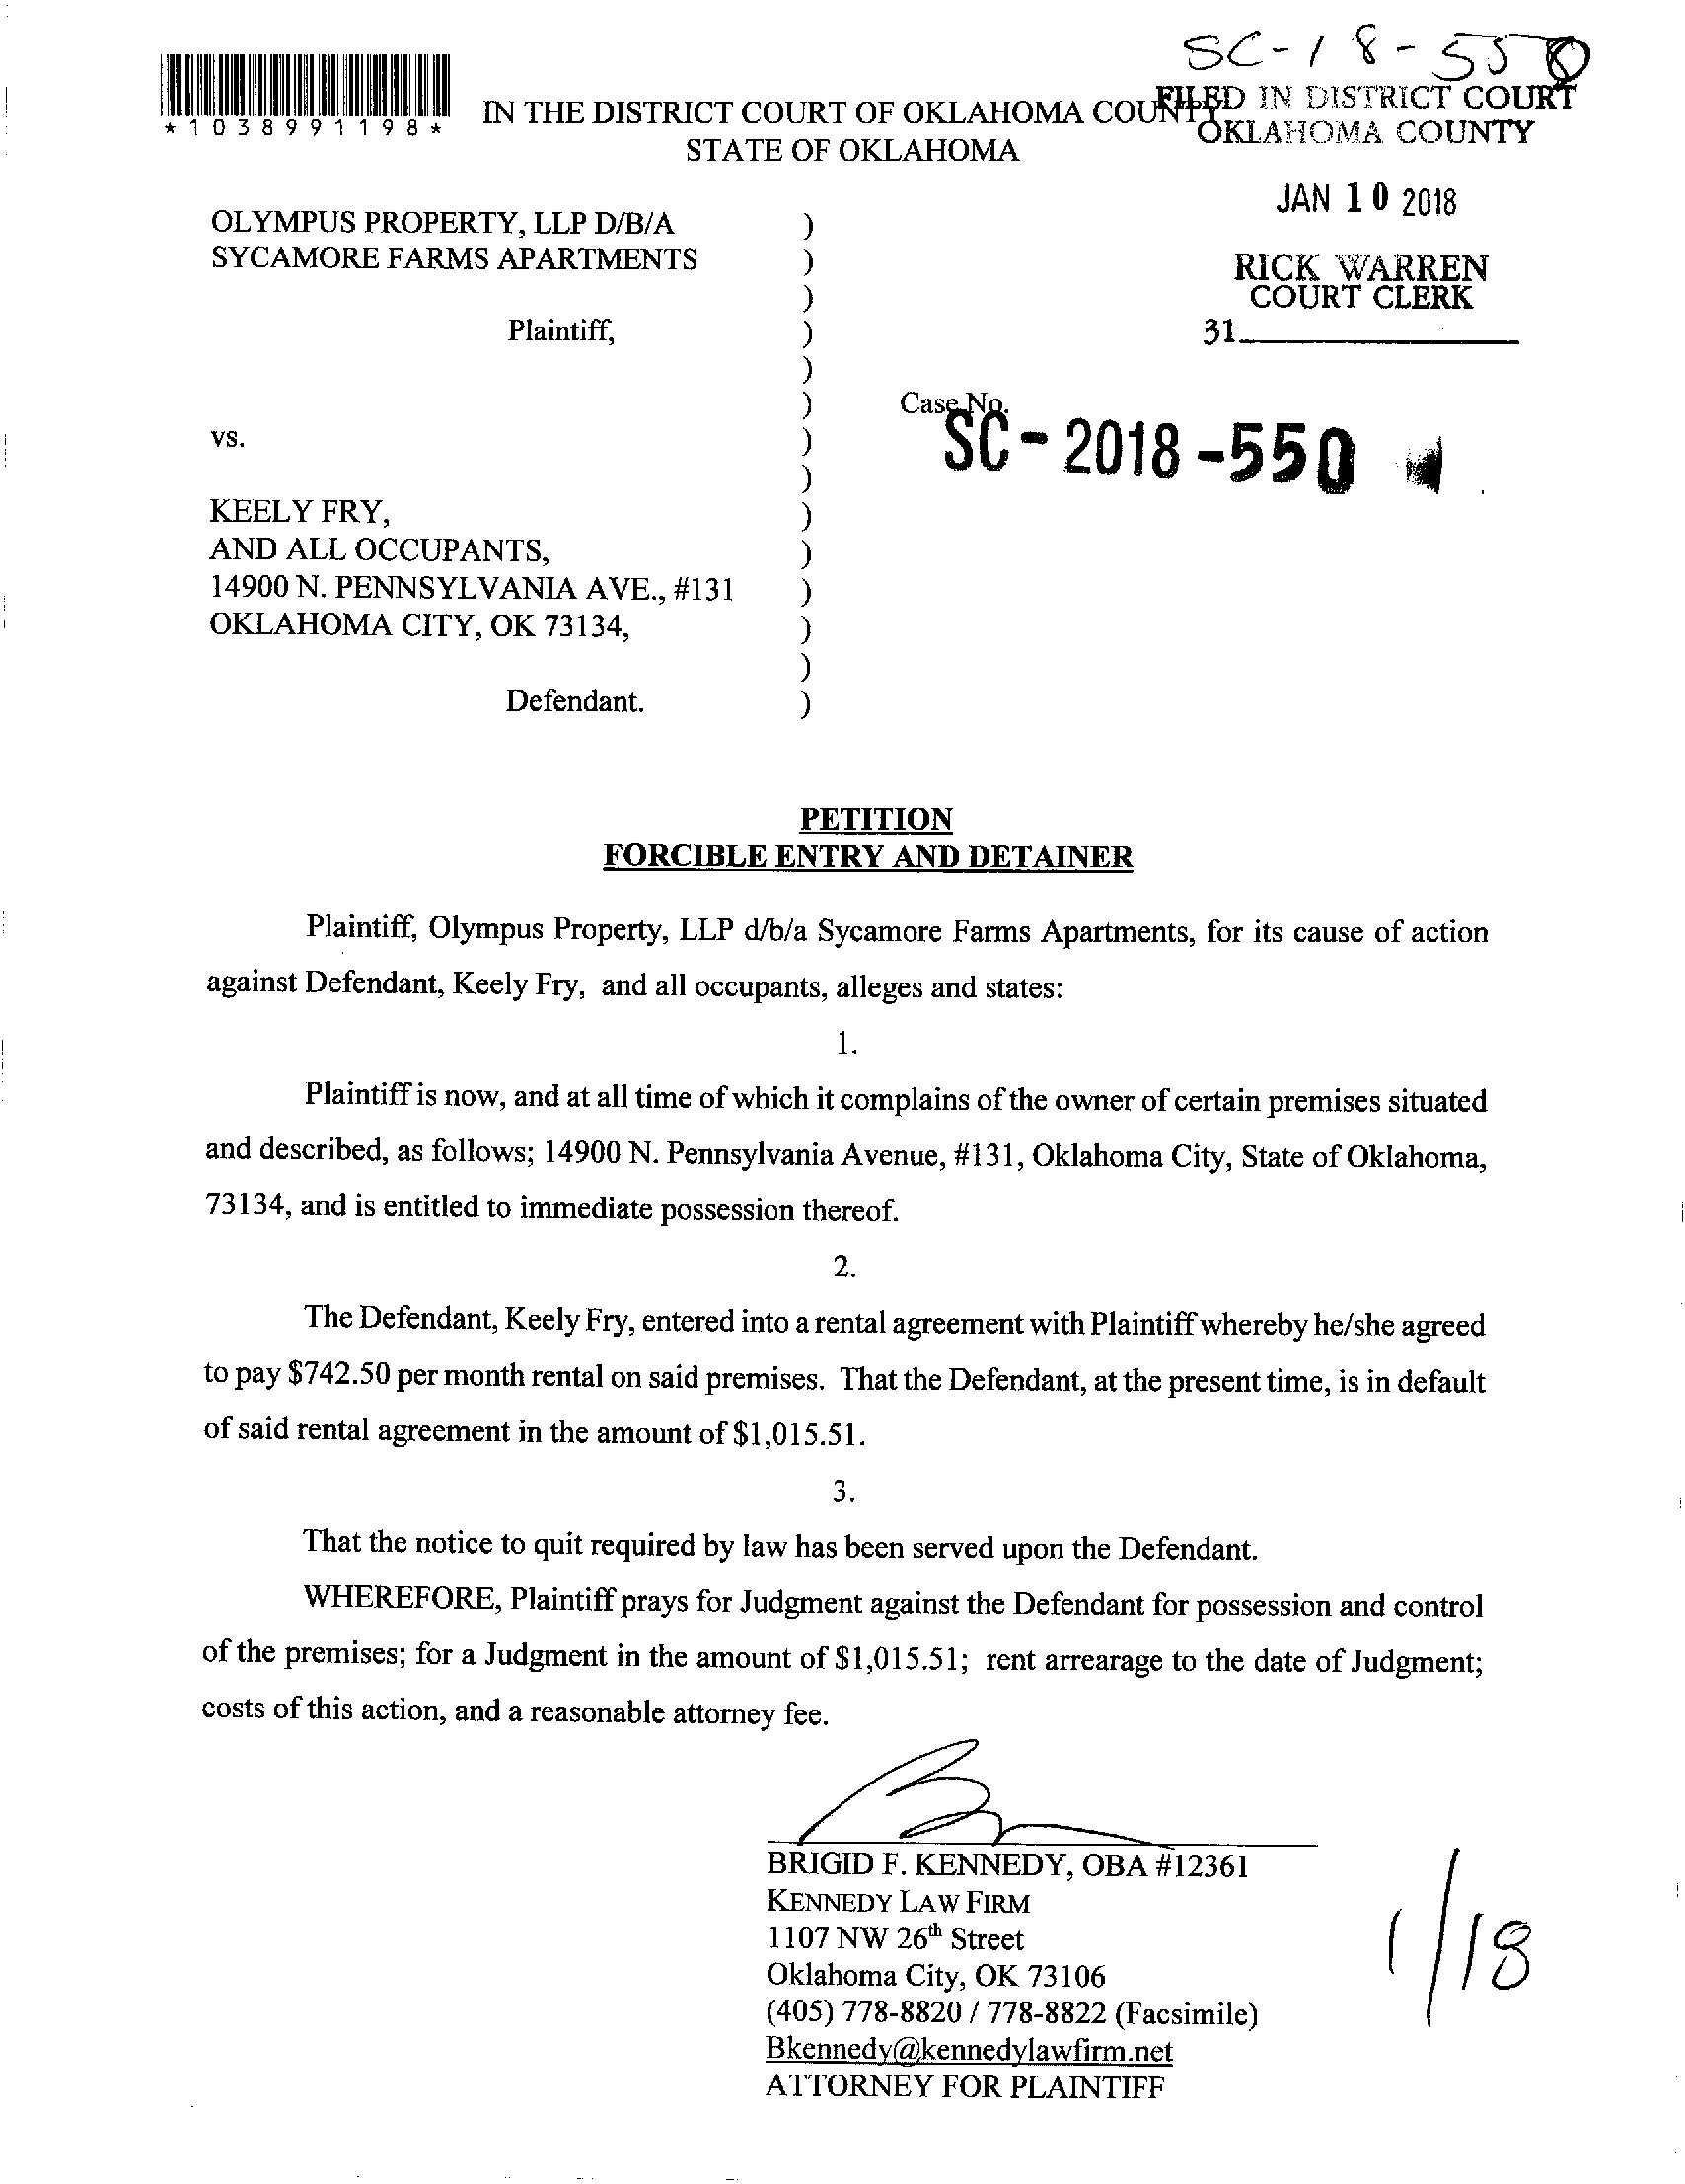 SC-18-550
*1038991198*
IN THE DISTRICT COURT OF OKLAHOMA COUNTY
STATE OF OKLAHOMA
FILED IN DISTRICT COURT
OKLAHOMA COUNTY
JAN 10 2018
RICK WARREN
COURT CLERK
31
OLYMPUS PROPERTY, LLP D/B/A )
SYCAMORE FARMS APARTMENTS )
)
Plaintiff, )
)
) Case No.
SC-2018-550
vs. )
)
KEELY FRY, )
AND ALL OCCUPANTS, )
14900 N. PENNSYLVANIA AVE., #131 )
OKLAHOMA CITY, OK 73134, )
)
Defendant. )
PETITION
FORCIBLE ENTRY AND DETAINER
Plaintiff, Olympus Property, LLP d/b/a Sycamore Farms Apartments, for its cause of action
against Defendant, Keely Fry, and all occupants, alleges and states:
1.
Plaintiff is now, and at all time of which it complains of the owner of certain premises situated
and described, as follows; 14900 N. Pennsylvania Avenue, #131, Oklahoma City, State of Oklahoma,
73134, and is entitled to immediate possession thereof.
2.
The Defendant, Keely Fry, entered into a rental agreement with Plaintiff whereby he/she agreed
to pay $742.50 per month rental on said premises. That the Defendant, at the present time, is in default
of said rental agreement in the amount of $1,015.51.
3.
That the notice to quit required by law has been served upon the Defendant.
WHEREFORE, Plaintiff prays for Judgment against the Defendant for possession and control
of the premises; for a Judgment in the amount of $1,015.51; rent arrearage to the date of Judgment;
costs of this action, and a reasonable attorney fee.
BRIGID F. KENNEDY, OBA #12361
KENNEDY LAW FIRM
1107 NW 26th Street
Oklahoma City, OK 73106
(405) 778-8820 / 778-8822 (Facsimile)
Bkennedy@kennedylawfirm.net
ATTORNEY FOR PLAINTIFF
1/18